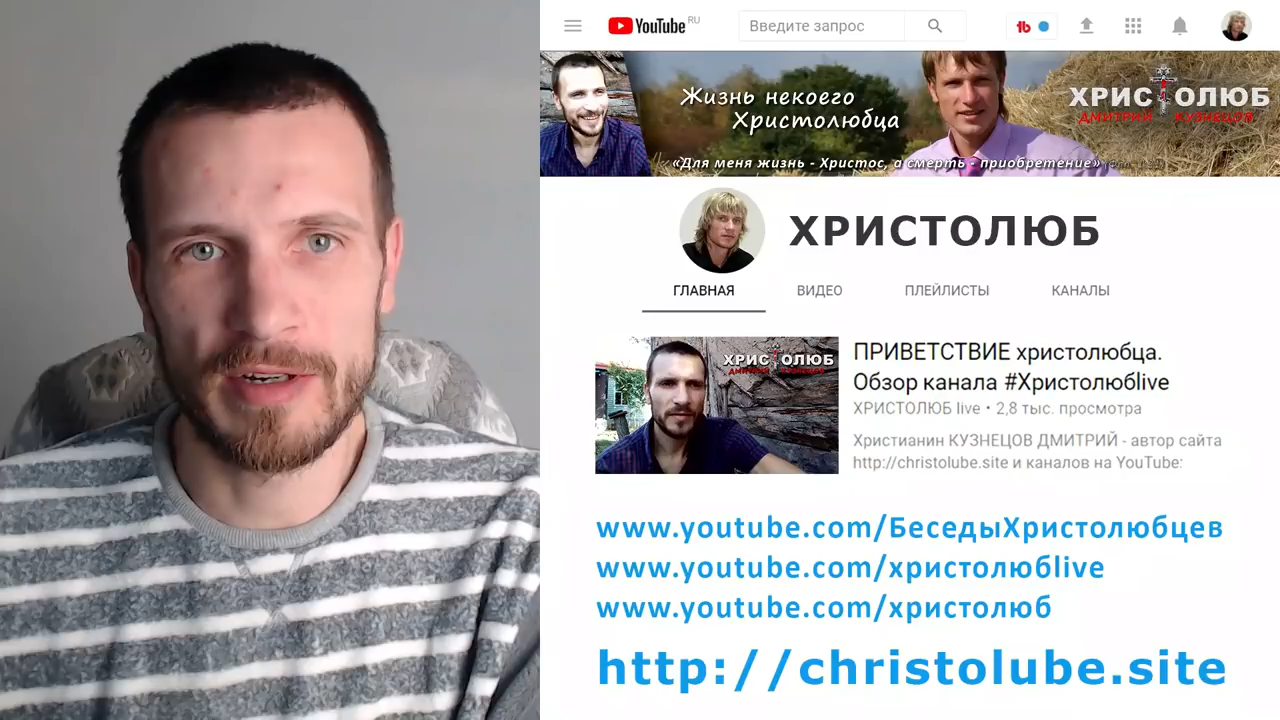 YouTube RU
Введите запрос
Жизнь некоего
Христолюбца
«Для меня жизнь - Христос, а смерть - приобретение»
ХРИСТОЛЮБ
ДМИТРИЙ КУЗНЕЦОВ
ХРИСТОЛЮБ
ГЛАВНАЯ ВИДЕО ПЛЕЙЛИСТЫ КАНАЛЫ
ХРИСТОЛЮБ
ДМИТРИЙ КУЗНЕЦОВ
ПРИВЕТСТВИЕ христолюбца.
Обзор канала #Христолюбlive
ХРИСТОЛЮБ live • 2,8 тыс. просмотра
Христианин КУЗНЕЦОВ ДМИТРИЙ - автор сайта
http://christolube.site и каналов на YouTube:
www.youtube.com/БеседыХристолюбцев
www.youtube.com/христолюбlive
www.youtube.com/христолюб
http://christolube.site